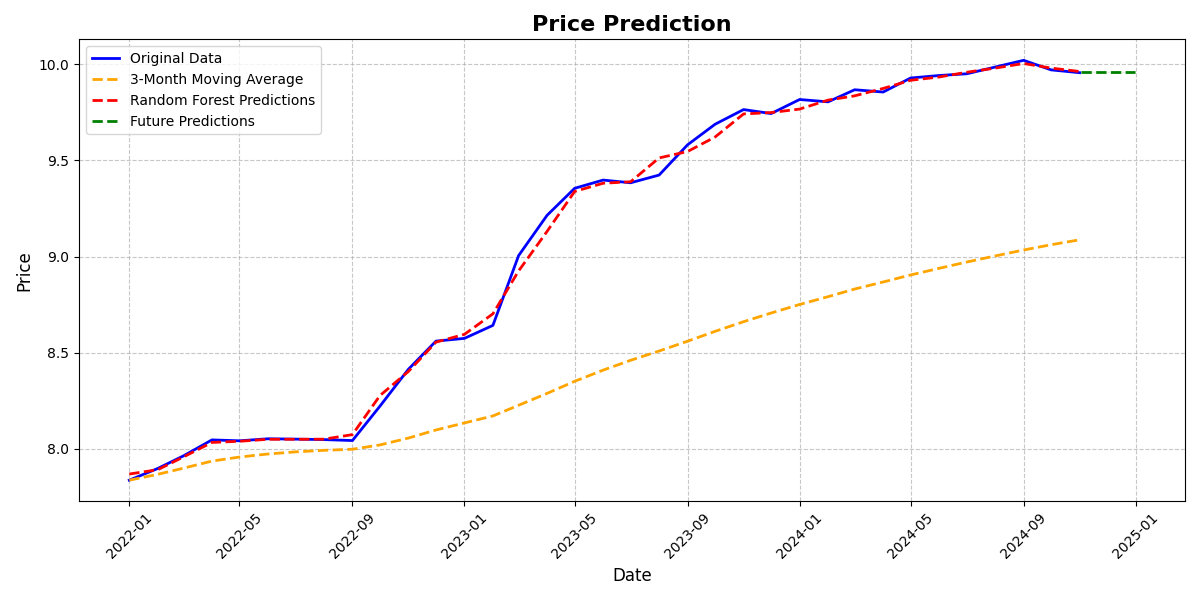 Price Prediction
Original Data
3-Month Moving Average
Random Forest Predictions
Future Predictions
10.0
9.5
9.0
8.5
8.0
Price
2022-01
2022-05
2022-09
2023-01
2023-05
2023-09
2024-01
2024-05
2024-09
2025-01
Date